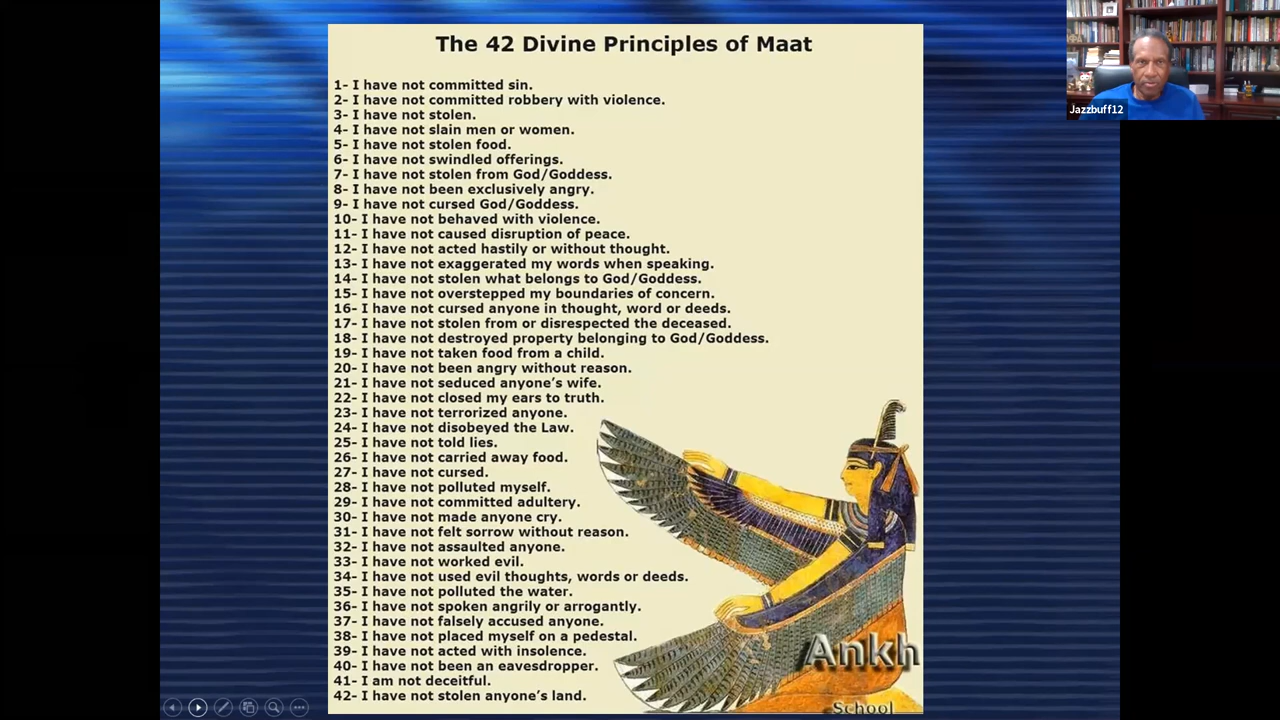 The 42 Divine Principles of Maat
1- I have not committed sin.
2- I have not committed robbery with violence.
3- I have not stolen.
4- I have not slain men or women.
5- I have not stolen food.
6- I have not swindled offerings.
7- I have not stolen from God/Goddess.
8- I have not been exclusively angry.
9- I have not cursed God/Goddess.
10- I have not behaved with violence.
11- I have not caused disruption of peace.
12- I have not acted hastily or without thought.
13- I have not exaggerated my words when speaking.
14- I have not stolen what belongs to God/Goddess.
15- I have not overstepped my boundaries of concern.
16- I have not cursed anyone in thought, word or deeds.
17- I have not stolen from or disrespected the deceased.
18- I have not destroyed property belonging to God/Goddess.
19- I have not taken food from a child.
20- I have not been angry without reason.
21- I have not seduced anyone’s wife.
22- I have not closed my ears to truth.
23- I have not terrorized anyone.
24- I have not disobeyed the Law.
25- I have not told lies.
26- I have not carried away food.
27- I have not cursed.
28- I have not polluted myself.
29- I have not committed adultery.
30- I have not made anyone cry.
31- I have not felt sorrow without reason.
32- I have not assaulted anyone.
33- I have not worked evil.
34- I have not used evil thoughts, words or deeds.
35- I have not polluted the water.
36- I have not spoken angrily or arrogantly.
37- I have not falsely accused anyone.
38- I have not placed myself on a pedestal.
39- I have not acted with insolence.
40- I have not been an eavesdropper.
41- I am not deceitful.
42- I have not stolen anyone’s land.
Ankh
School
Jazzbuff12